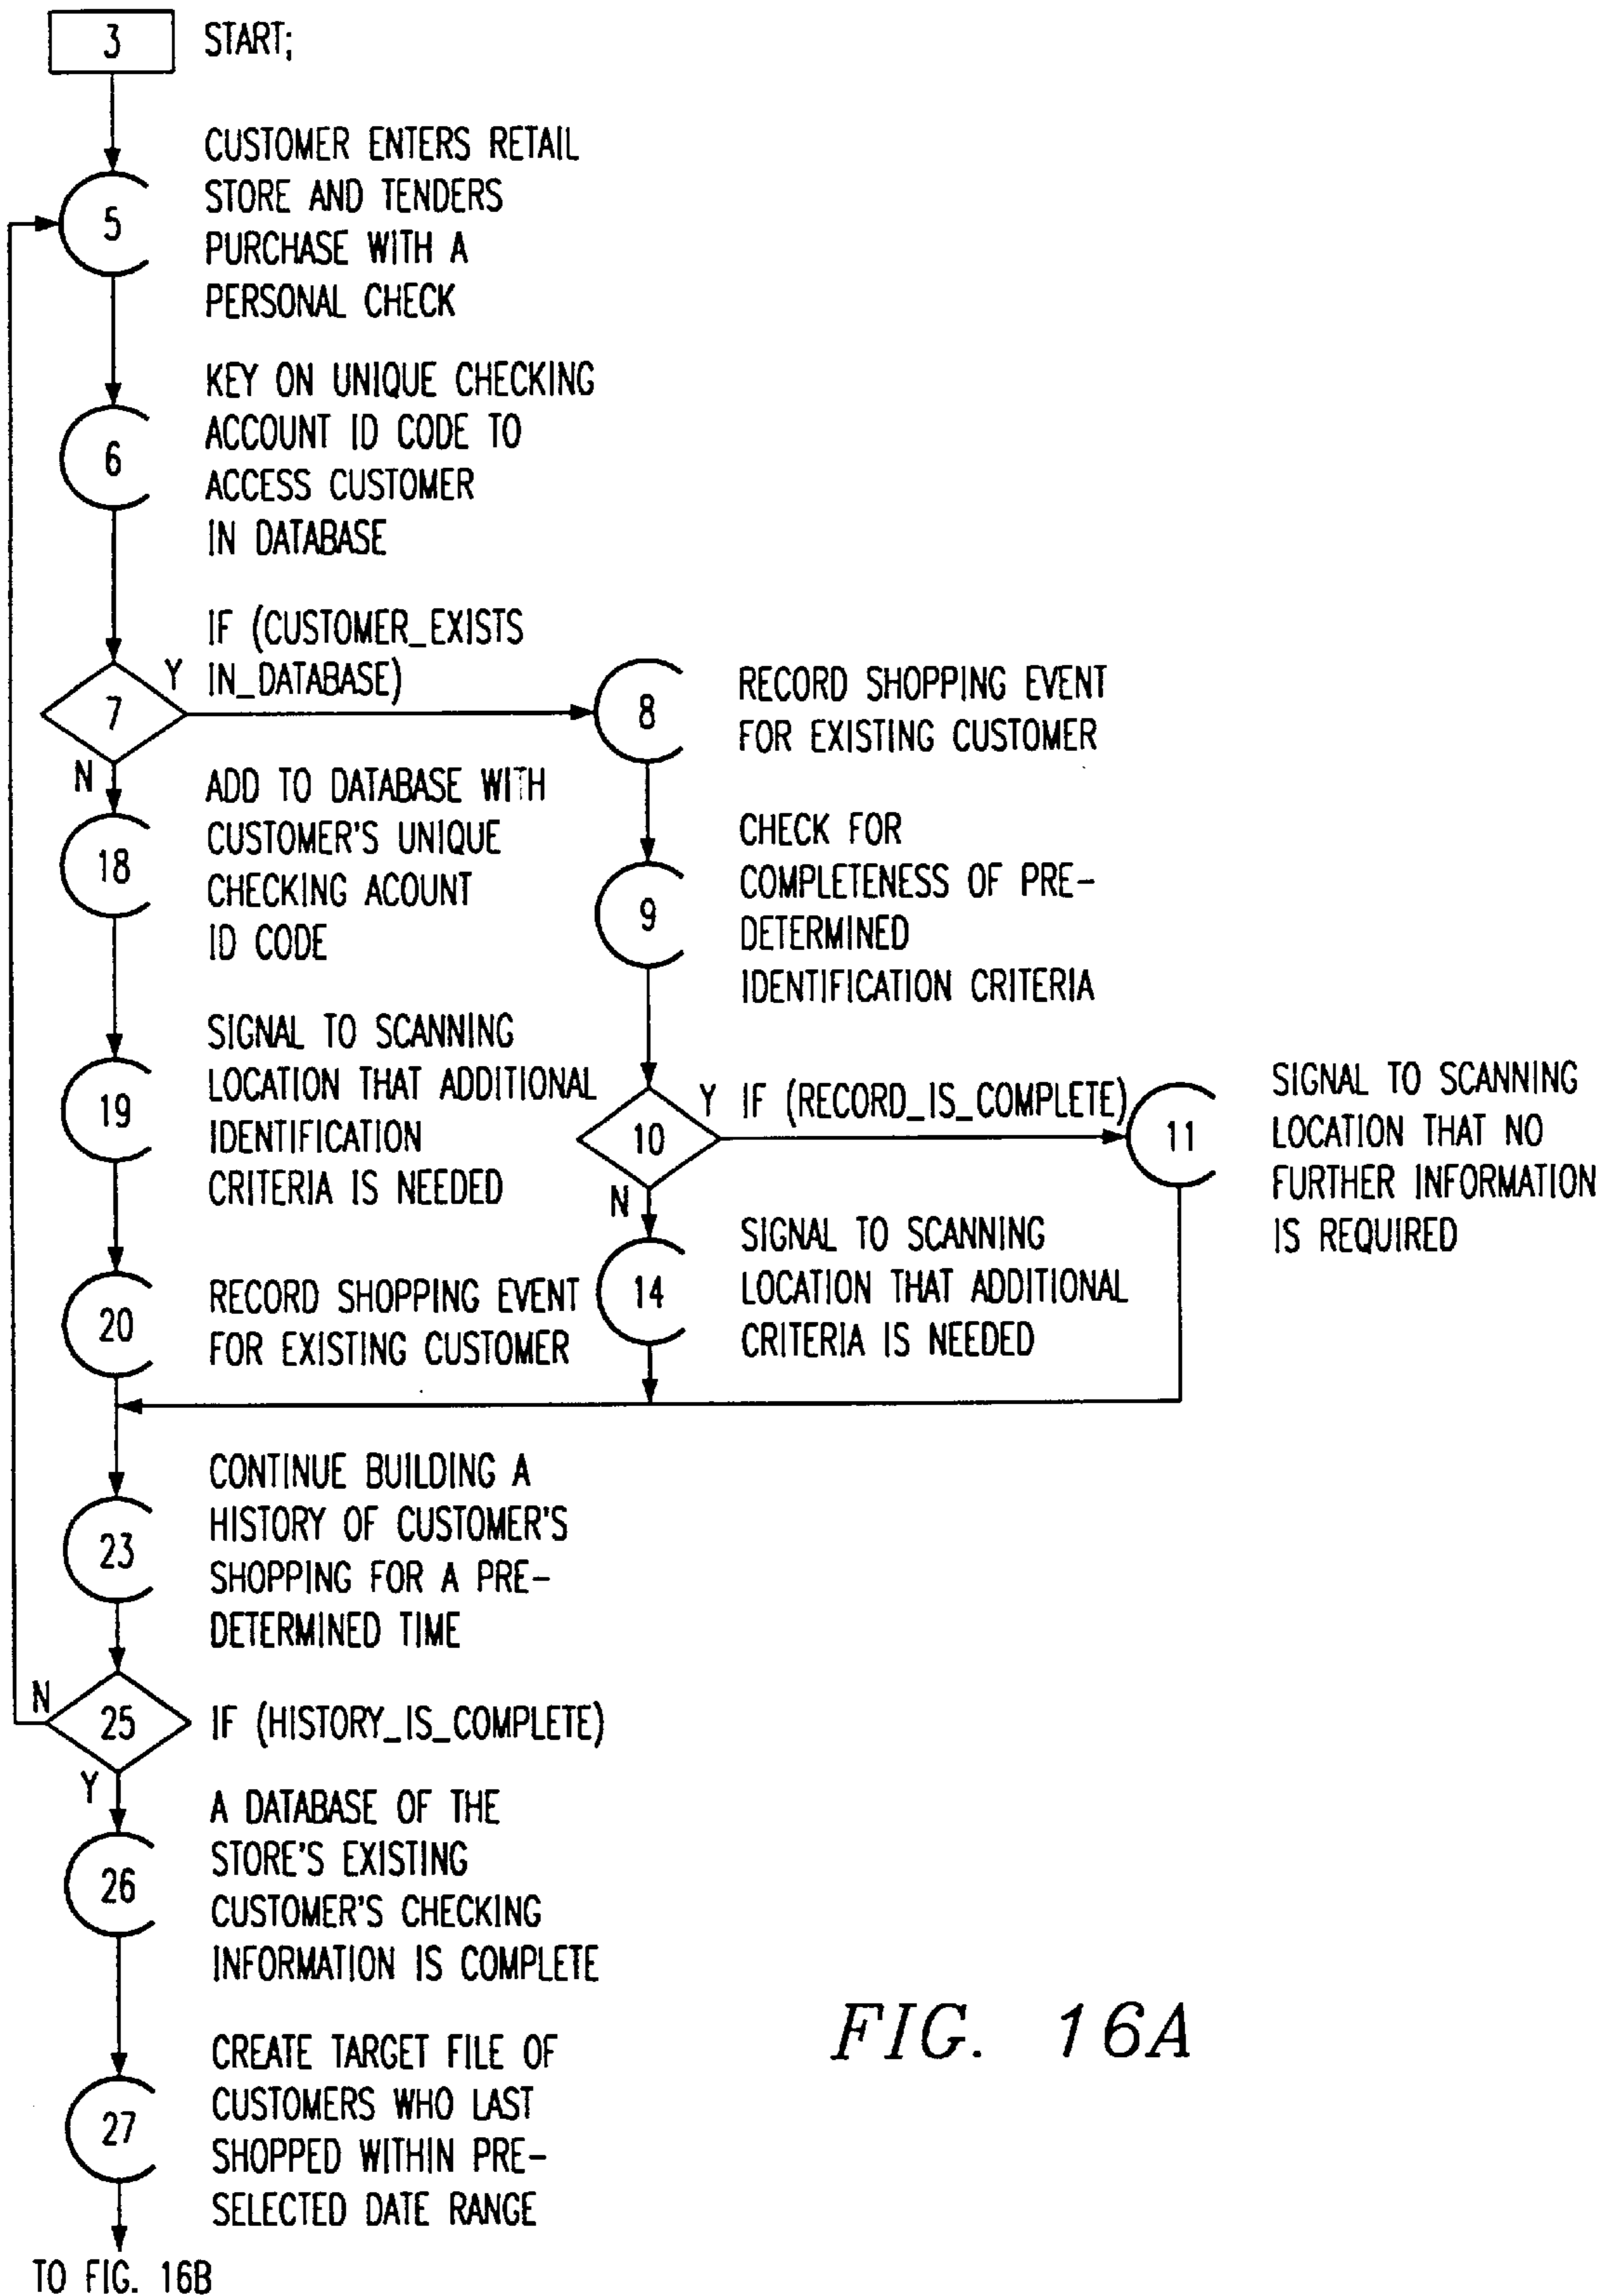 3 START;
CUSTOMER ENTERS RETAIL
STORE AND TENDERS
PURCHASE WITH A
PERSONAL CHECK
5
KEY ON UNIQUE CHECKING
ACCOUNT ID CODE TO
ACCESS CUSTOMER
IN DATABASE
6
IF (CUSTOMER_EXISTS
IN_DATABASE)
Y
7
N
8
RECORD SHOPPING EVENT
FOR EXISTING CUSTOMER
ADD TO DATABASE WITH
CUSTOMER'S UNIQUE
CHECKING ACOUNT
ID CODE
18
CHECK FOR
COMPLETENESS OF PRE-
DETERMINED
IDENTIFICATION CRITERIA
9
SIGNAL TO SCANNING
LOCATION THAT ADDITIONAL
IDENTIFICATION
CRITERIA IS NEEDED
19
10
Y IF (RECORD_IS_COMPLETE)
N
11
SIGNAL TO SCANNING
LOCATION THAT NO
FURTHER INFORMATION
IS REQUIRED
20
RECORD SHOPPING EVENT
FOR EXISTING CUSTOMER
14
SIGNAL TO SCANNING
LOCATION THAT ADDITIONAL
CRITERIA IS NEEDED
CONTINUE BUILDING A
HISTORY OF CUSTOMER'S
SHOPPING FOR A PRE-
DETERMINED TIME
23
N
25 IF (HISTORY_IS_COMPLETE)
Y
A DATABASE OF THE
STORE'S EXISTING
CUSTOMER'S CHECKING
INFORMATION IS COMPLETE
26
CREATE TARGET FILE OF
CUSTOMERS WHO LAST
SHOPPED WITHIN PRE-
SELECTED DATE RANGE
27
TO FIG. 16B
FIG. 16A